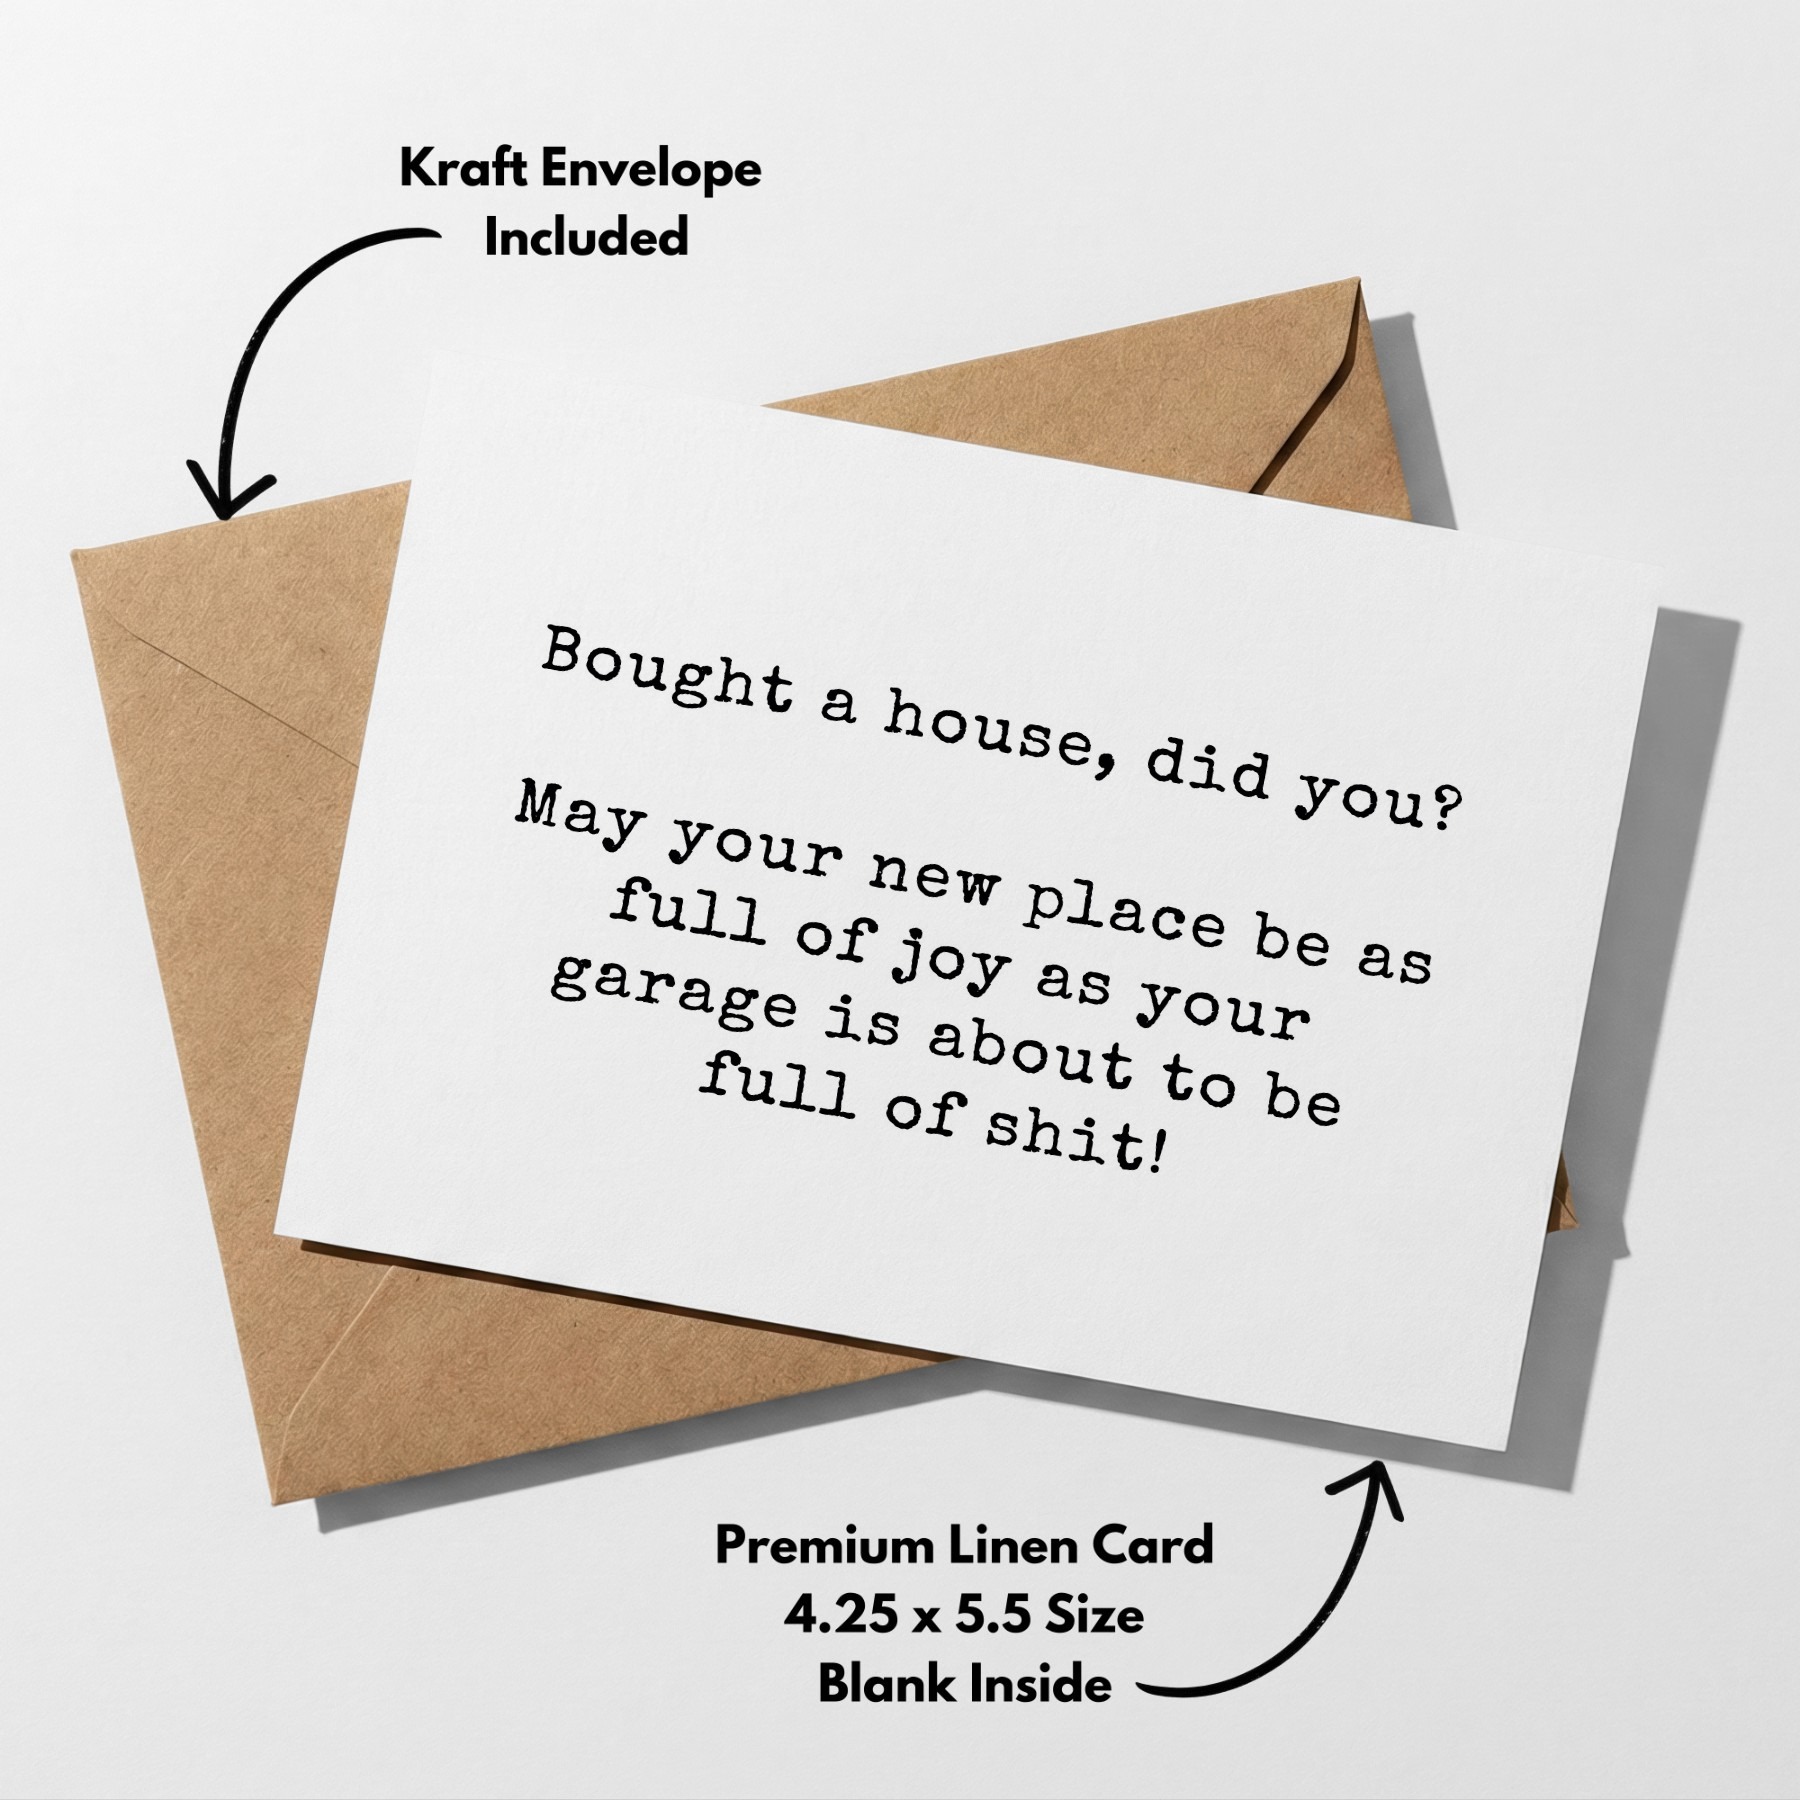 Kraft Envelope
Included
Bought a house, did you?
May your new place be as
full of joy as your
garage is about to be
full of shit!
Premium Linen Card
4.25 x 5.5 Size
Blank Inside